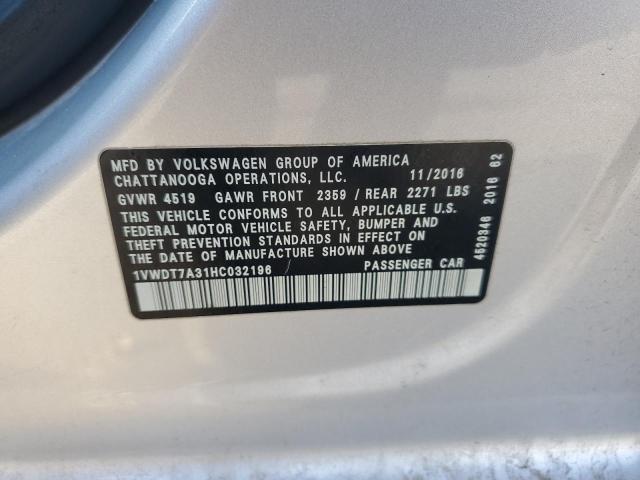 MFD BY VOLKSWAGEN GROUP OF AMERICA
CHATTANOOGA OPERATIONS, LLC. 11/2016
GVWR 4519 GAWR FRONT 2359 / REAR 2271 LBS
THIS VEHICLE CONFORMS TO ALL APPLICABLE U.S.
FEDERAL MOTOR VEHICLE SAFETY, BUMPER AND
THEFT PREVENTION STANDARDS IN EFFECT ON
THE DATE OF MANUFACTURE SHOWN ABOVE
1VWDT7A31HC032196 PASSENGER CAR
4520346 2016 62